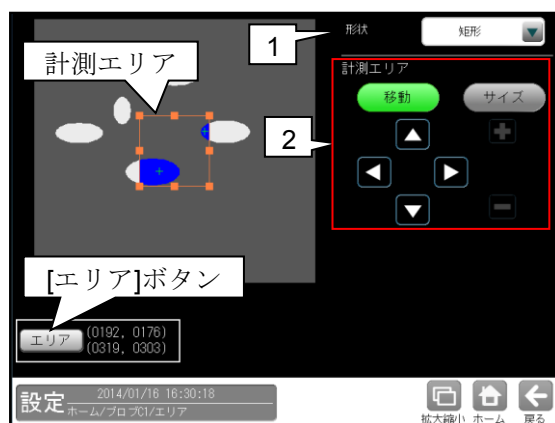 形状
1
矩形
計測エリア
計測エリア
移動
サイズ
2
[エリア]ボタン
エリア
(0192, 0176)
(0319, 0303)
設定
2014/01/16 16:30:18
ホーム/ブロブC1/エリア
拡大縮小
ホーム
戻る